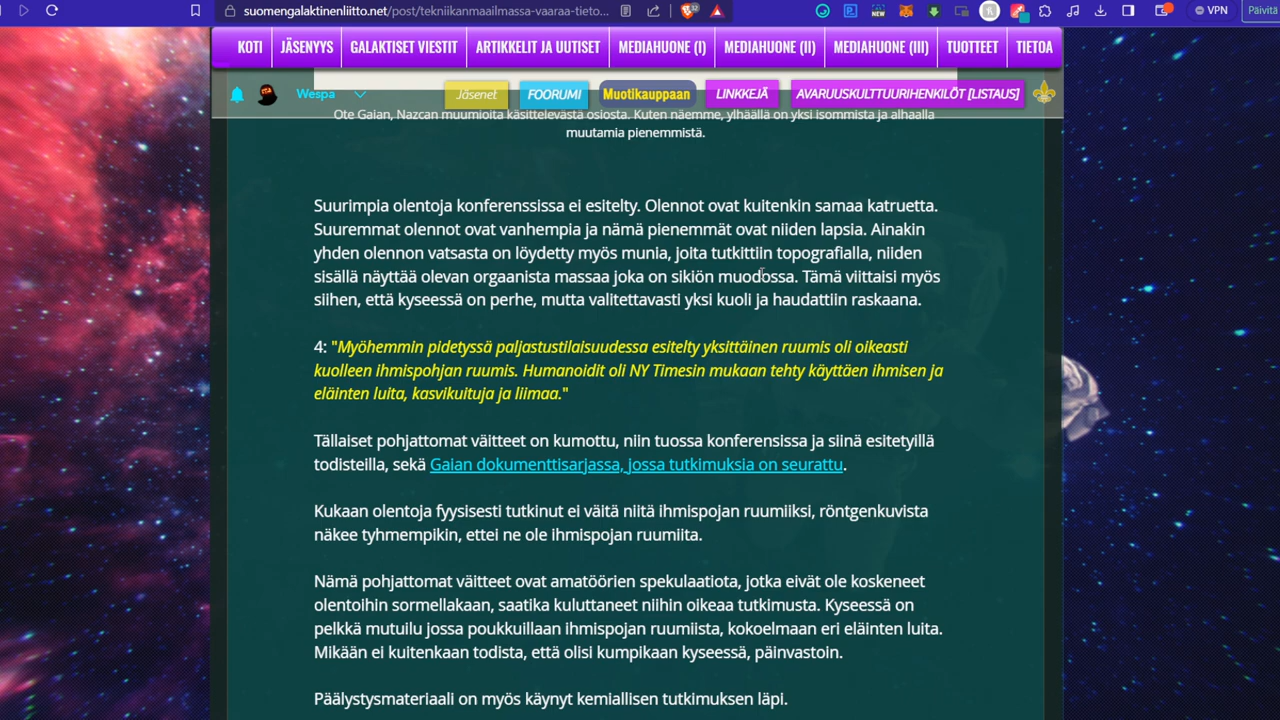 suomengalaktinenliitto.net/post/tekniikanmaailmassa-vaaraa-tieto...
32
NEW
VPN
Päivitä
KOTI
JÄSENYYS
GALAKTISET VIESTIT
ARTIKKELIT JA UUTISET
MEDIAHUONE (I)
MEDIAHUONE (II)
MEDIAHUONE (III)
TUOTTEET
TIETOA
Wespa
Jäsenet
FOORUMI
Muotikauppaan
LINKKEJÄ
AVARUUSKULTTUURIHENKILÖT [LISTAUS]
Ote Gaian, Nazcan muumioita käsittelevästä osiosta. Kuten näemme, ylhäällä on yksi isommista ja alhaalla
muutamia pienemmistä.
Suurimpia olentoja konferenssissa ei esitelty. Olennot ovat kuitenkin samaa katruetta.
Suuremmat olennot ovat vanhempia ja nämä pienemmät ovat niiden lapsia. Ainakin
yhden olennon vatsasta on löydetty myös munia, joita tutkittiin topografialla, niiden
sisällä näyttää olevan orgaanista massaa joka on sikiön muodossa. Tämä viittaisi myös
siihen, että kyseessä on perhe, mutta valitettavasti yksi kuoli ja haudattiin raskaana.
4: "Myöhemmin pidetyssä paljastustilaisuudessa esitelty yksittäinen ruumis oli oikeasti
kuolleen ihmispohjan ruumis. Humanoidit oli NY Timesin mukaan tehty käyttäen ihmisen ja
eläinten luita, kasvikuituja ja liimaa."
Tällaiset pohjattomat väitteet on kumottu, niin tuossa konferensissa ja siinä esitetyillä
todisteilla, sekä Gaian dokumenttisarjassa, jossa tutkimuksia on seurattu.
Kukaan olentoja fyysisesti tutkinut ei väitä niitä ihmispojan ruumiiksi, röntgenkuvista
näkee tyhmempikin, ettei ne ole ihmispojan ruumiita.
Nämä pohjattomat väitteet ovat amatöörien spekulaatiota, jotka eivät ole koskeneet
olentoihin sormellakaan, saatika kuluttaneet niihin oikeaa tutkimusta. Kyseessä on
pelkkä mutuilu jossa poukkuillaan ihmispojan ruumiista, kokoelmaan eri eläinten luita.
Mikään ei kuitenkaan todista, että olisi kumpikaan kyseessä, päinvastoin.
Päälystysmateriaali on myös käynyt kemiallisen tutkimuksen läpi.